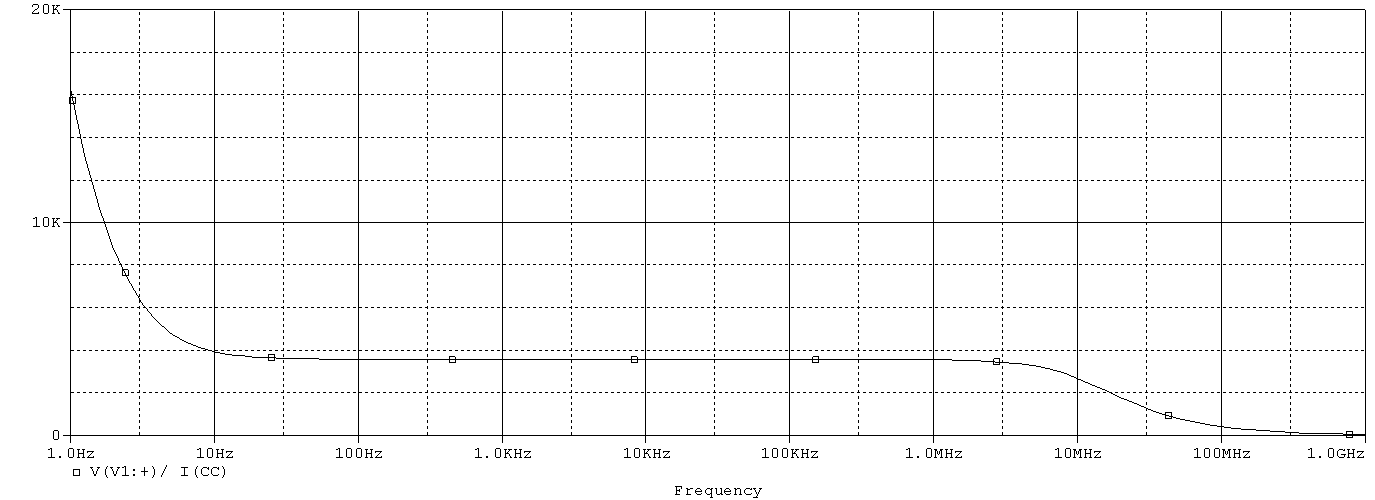 20K
10K
0
1.0Hz 10Hz 100Hz 1.0KHz 10KHz 100KHz 1.0MHz 10MHz 100MHz 1.0GHz
V(V1:+)/ I(CC)
Frequency